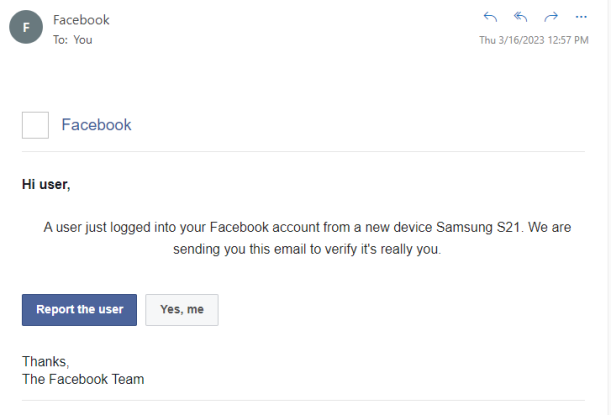 F
Facebook
To: You
Thu 3/16/2023 12:57 PM
Facebook
Hi user,
A user just logged into your Facebook account from a new device Samsung S21. We are
sending you this email to verify it's really you.
Report the user
Yes, me
Thanks,
The Facebook Team